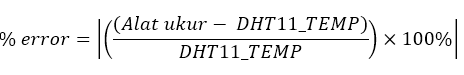 % error = |((Alat ukur − DHT11_TEMP) / DHT11_TEMP) × 100%|